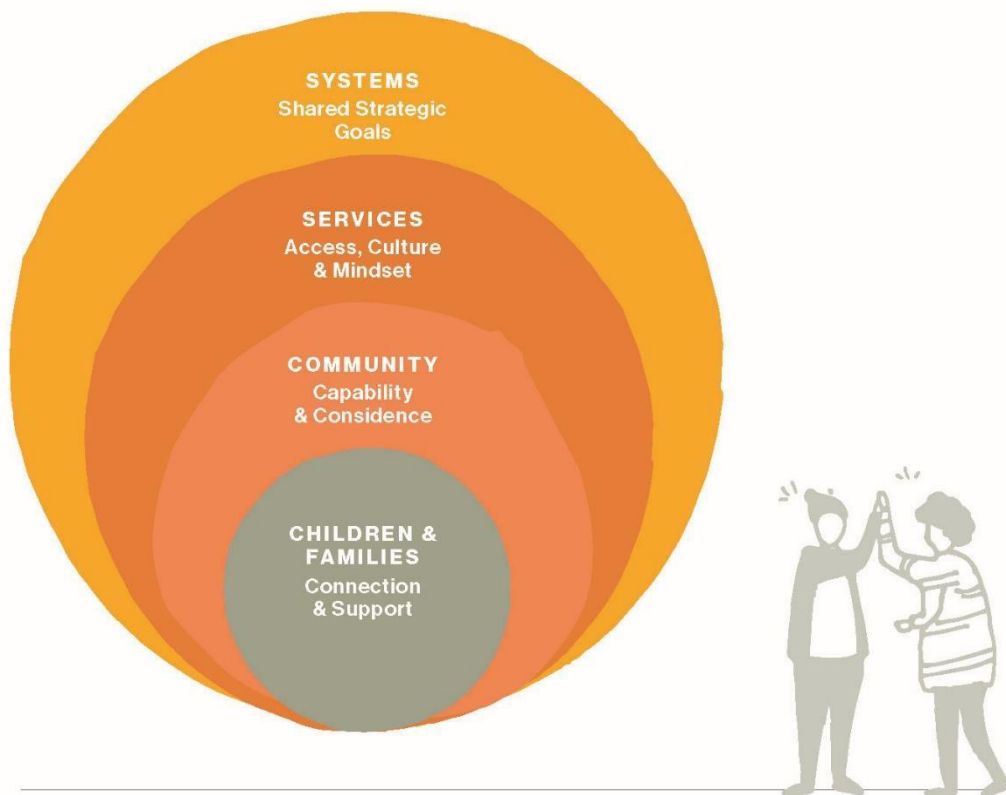 SYSTEMS
Shared Strategic
Goals
SERVICES
Access, Culture
& Mindset
COMMUNITY
Capability
& Considence
CHILDREN &
FAMILIES
Connection
& Support